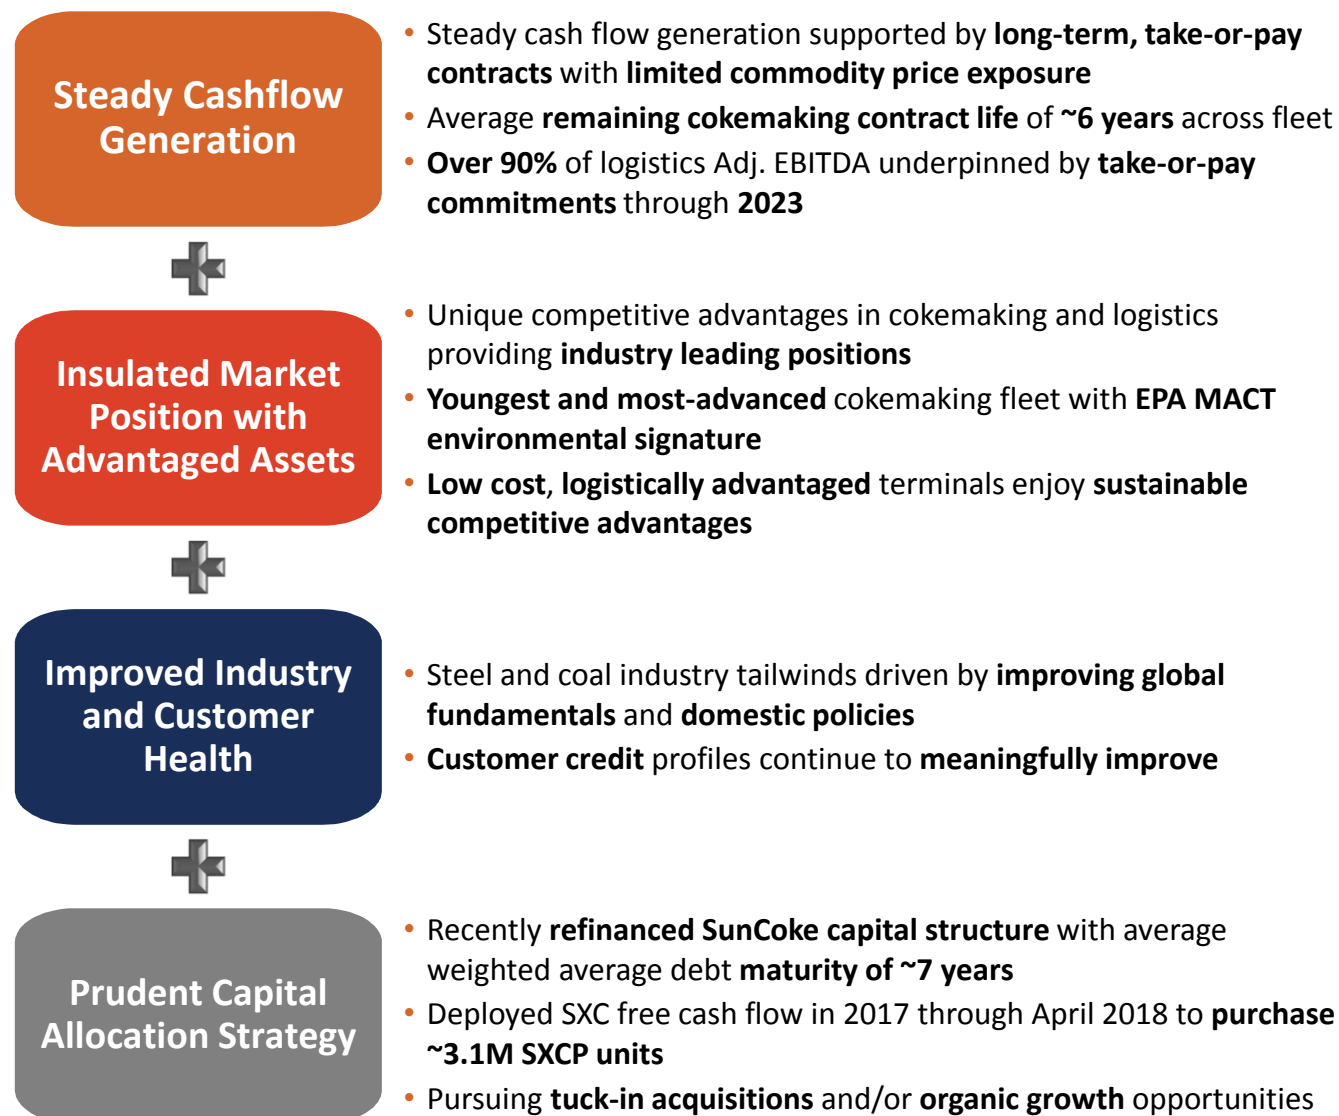 Steady Cashflow
Generation
• Steady cash flow generation supported by long-term, take-or-pay
contracts with limited commodity price exposure
• Average remaining cokemaking contract life of ~6 years across fleet
• Over 90% of logistics Adj. EBITDA underpinned by take-or-pay
commitments through 2023
Insulated Market
Position with
Advantaged Assets
• Unique competitive advantages in cokemaking and logistics
providing industry leading positions
• Youngest and most-advanced cokemaking fleet with EPA MACT
environmental signature
• Low cost, logistically advantaged terminals enjoy sustainable
competitive advantages
Improved Industry
and Customer
Health
• Steel and coal industry tailwinds driven by improving global
fundamentals and domestic policies
• Customer credit profiles continue to meaningfully improve
Prudent Capital
Allocation Strategy
• Recently refinanced SunCoke capital structure with average
weighted average debt maturity of ~7 years
• Deployed SXC free cash flow in 2017 through April 2018 to purchase
~3.1M SXCP units
• Pursuing tuck-in acquisitions and/or organic growth opportunities